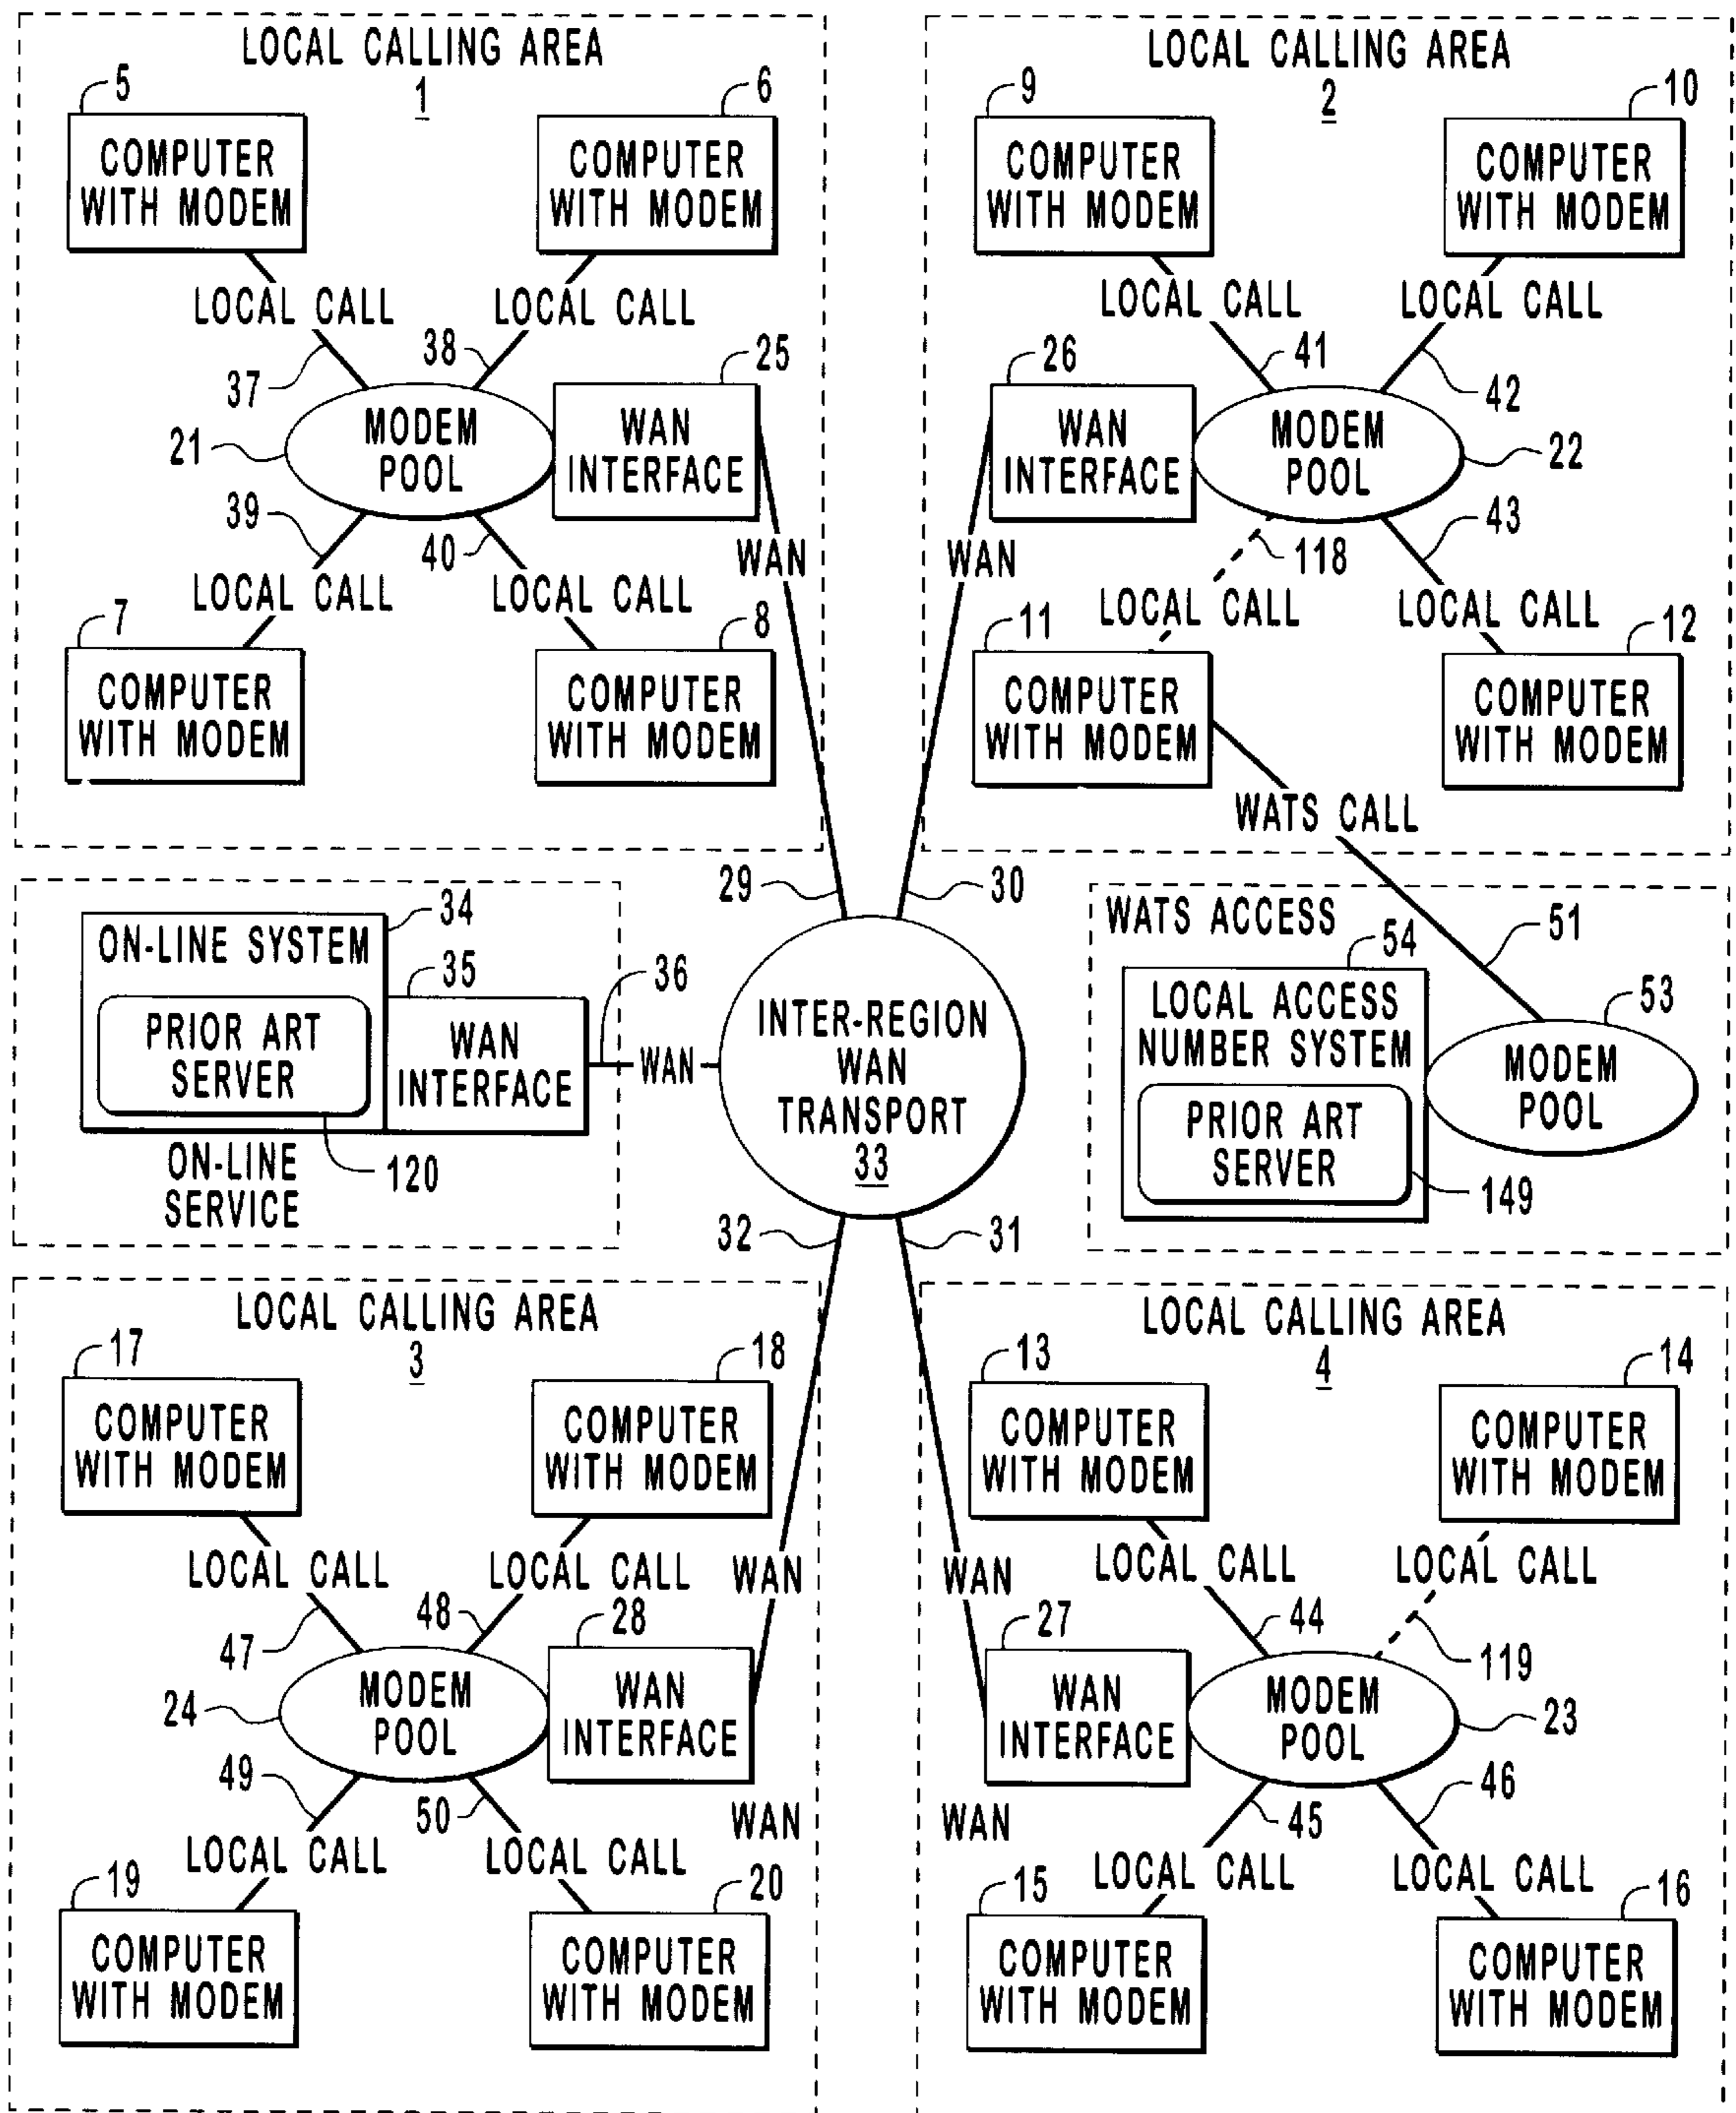 LOCAL CALLING AREA
1
5
6
COMPUTER
WITH MODEM
COMPUTER
WITH MODEM
LOCAL CALL
LOCAL CALL
37
38
25
21
MODEM
POOL
WAN
INTERFACE
39
40
WAN
LOCAL CALL
LOCAL CALL
7
8
COMPUTER
WITH MODEM
COMPUTER
WITH MODEM
29
LOCAL CALLING AREA
2
9
10
COMPUTER
WITH MODEM
COMPUTER
WITH MODEM
LOCAL CALL
LOCAL CALL
26
41
42
WAN
INTERFACE
MODEM
POOL
22
WAN
118
43
LOCAL CALL
LOCAL CALL
11
12
COMPUTER
WITH MODEM
COMPUTER
WITH MODEM
WATS CALL
30
34
ON-LINE SYSTEM
35
36
PRIOR ART
SERVER
WAN
INTERFACE
WAN
120
ON-LINE
SERVICE
INTER-REGION
WAN
TRANSPORT
33
WATS ACCESS
54
51
53
LOCAL ACCESS
NUMBER SYSTEM
MODEM
POOL
PRIOR ART
SERVER
149
32
31
LOCAL CALLING AREA
3
17
18
COMPUTER
WITH MODEM
COMPUTER
WITH MODEM
LOCAL CALL
LOCAL CALL
WAN
47
48
28
24
MODEM
POOL
WAN
INTERFACE
49
50
WAN
LOCAL CALL
LOCAL CALL
19
20
COMPUTER
WITH MODEM
COMPUTER
WITH MODEM
LOCAL CALLING AREA
4
13
14
COMPUTER
WITH MODEM
COMPUTER
WITH MODEM
WAN
LOCAL CALL
LOCAL CALL
27
44
119
WAN
INTERFACE
MODEM
POOL
23
WAN
45
46
LOCAL CALL
LOCAL CALL
15
16
COMPUTER
WITH MODEM
COMPUTER
WITH MODEM